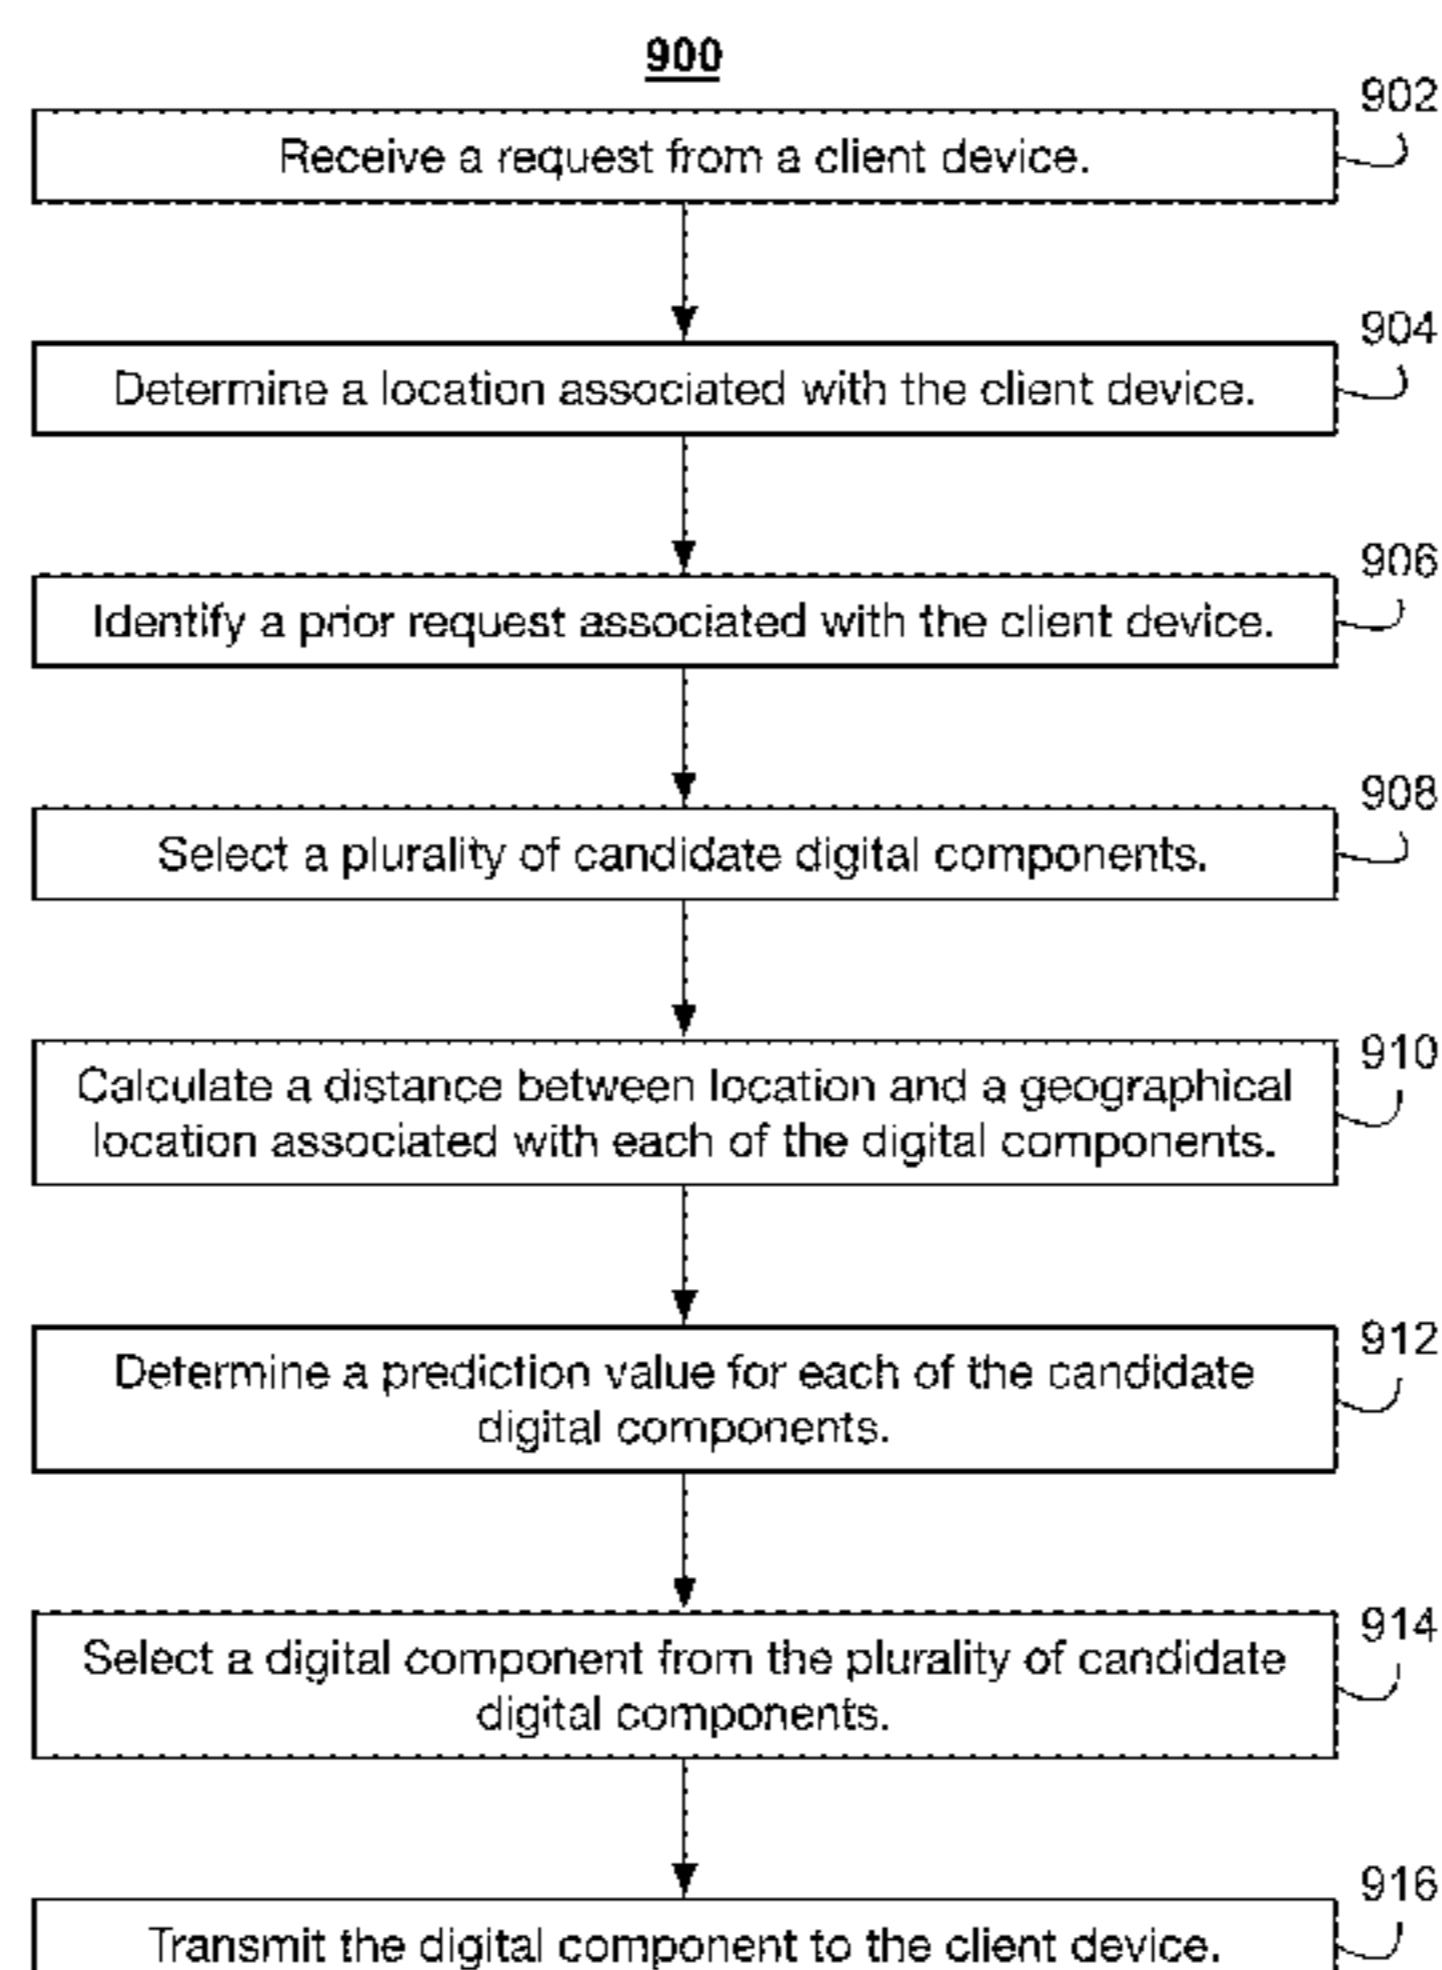 900
902
Receive a request from a client device.
904
Determine a location associated with the client device.
906
Identify a prior request associated with the client device.
908
Select a plurality of candidate digital components.
910
Calculate a distance between location and a geographical
location associated with each of the digital components.
912
Determine a prediction value for each of the candidate
digital components.
914
Select a digital component from the plurality of candidate
digital components.
916
Transmit the digital component to the client device.